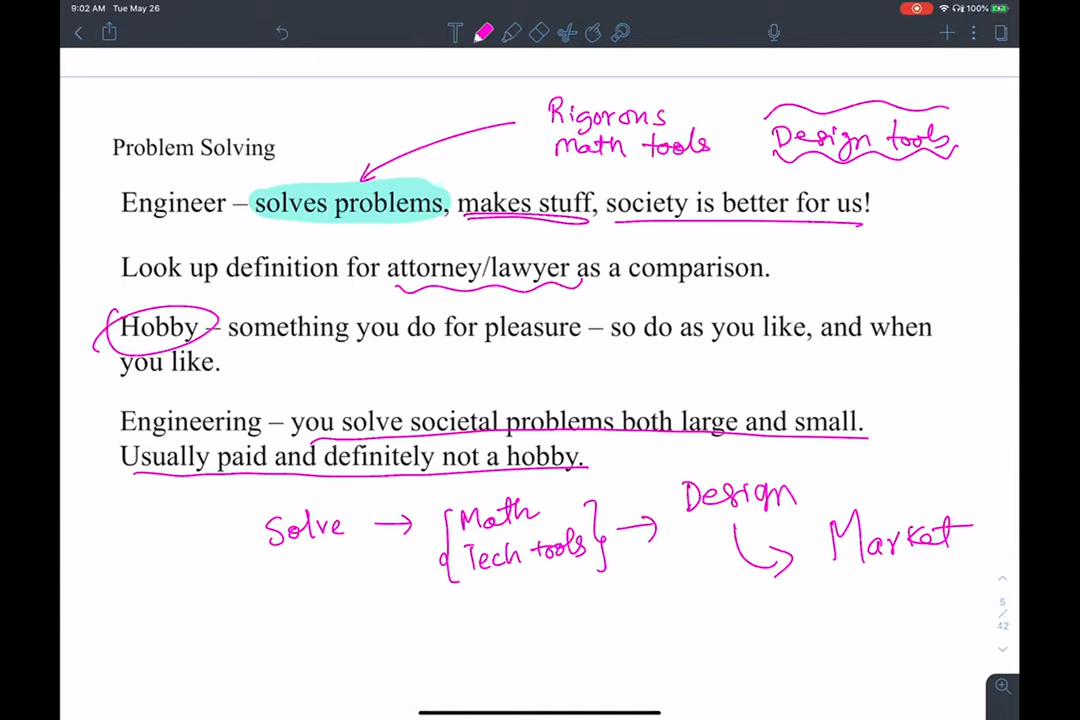 9:02 AM Tue May 26
100%
Rigorous
math tools
Design tools
Problem Solving
Engineer – solves problems, makes stuff, society is better for us!
Look up definition for attorney/lawyer as a comparison.
Hobby – something you do for pleasure – so do as you like, and when
you like.
Engineering – you solve societal problems both large and small.
Usually paid and definitely not a hobby.
Solve → {Math
Tech tools} → Design
Market
5
/
42